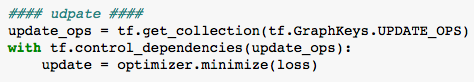 #### udpate ####
update_ops = tf.get_collection(tf.GraphKeys.UPDATE_OPS)
with tf.control_dependencies(update_ops):
    update = optimizer.minimize(loss)